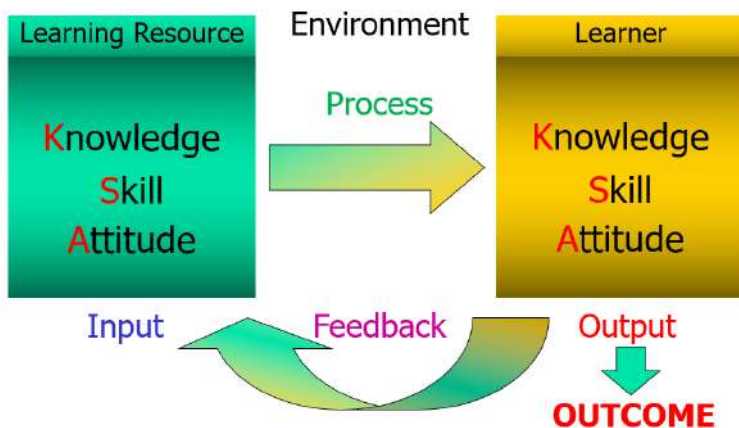 Learning Resource
Environment
Learner
Process
Knowledge
Skill
Attitude
Knowledge
Skill
Attitude
Input
Feedback
Output
OUTCOME